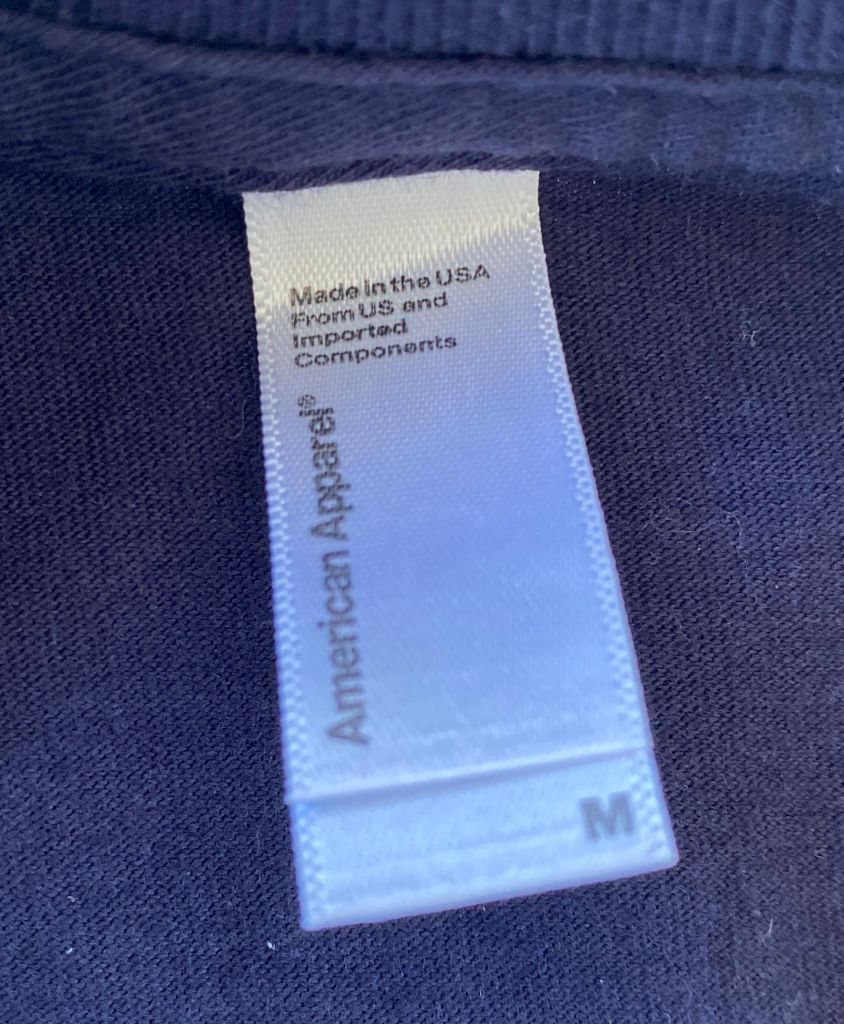 Made in the USA
From US and
Imported
Components
American Apparel®
M